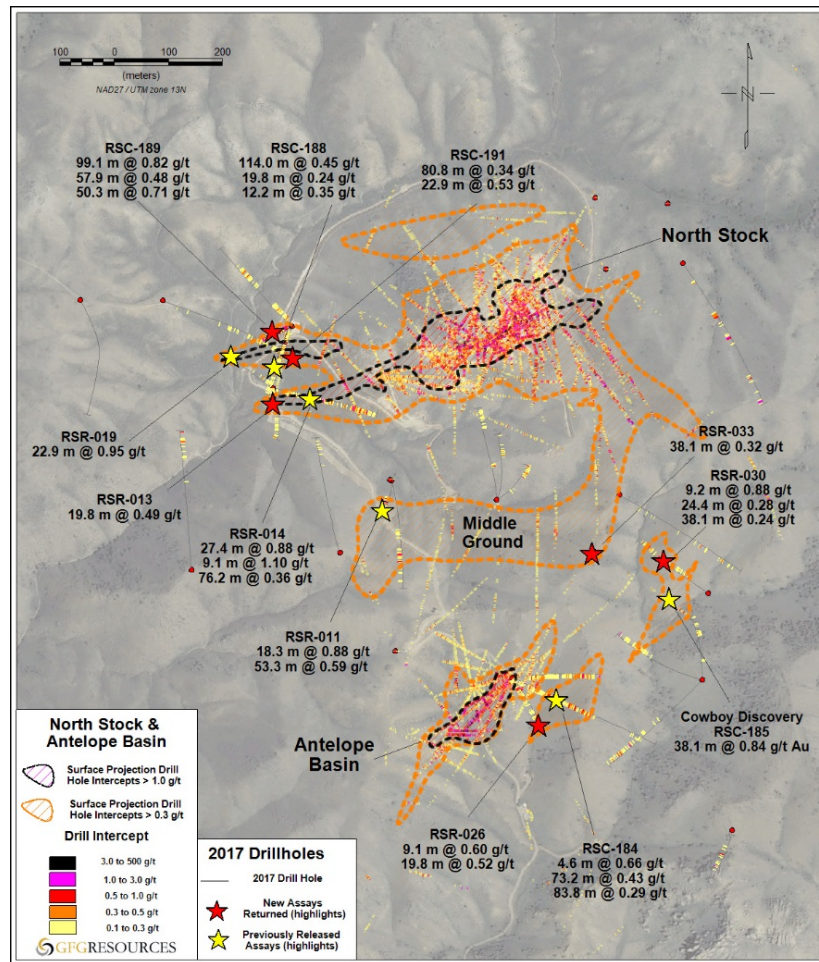 100 0 100 200
(meters)
NAD27 / UTM zone 13N
N
RSC-189
99.1 m @ 0.82 g/t
57.9 m @ 0.48 g/t
50.3 m @ 0.71 g/t
RSC-188
114.0 m @ 0.45 g/t
19.8 m @ 0.24 g/t
12.2 m @ 0.35 g/t
RSC-191
80.8 m @ 0.34 g/t
22.9 m @ 0.53 g/t
North Stock
RSR-019
22.9 m @ 0.95 g/t
RSR-013
19.8 m @ 0.49 g/t
RSR-014
27.4 m @ 0.88 g/t
9.1 m @ 1.10 g/t
76.2 m @ 0.36 g/t
RSR-033
38.1 m @ 0.32 g/t
RSR-030
9.2 m @ 0.88 g/t
24.4 m @ 0.28 g/t
38.1 m @ 0.24 g/t
Middle
Ground
RSR-011
18.3 m @ 0.88 g/t
53.3 m @ 0.59 g/t
Cowboy Discovery
RSC-185
38.1 m @ 0.84 g/t Au
Antelope
Basin
RSR-026
9.1 m @ 0.60 g/t
19.8 m @ 0.52 g/t
RSC-184
4.6 m @ 0.66 g/t
73.2 m @ 0.43 g/t
83.8 m @ 0.29 g/t
North Stock &
Antelope Basin
Surface Projection Drill
Hole Intercepts > 1.0 g/t
Surface Projection Drill
Hole Intercepts > 0.3 g/t
Drill Intercept
3.0 to 500 g/t
1.0 to 3.0 g/t
0.5 to 1.0 g/t
0.3 to 0.5 g/t
0.1 to 0.3 g/t
GFGRESOURCES
2017 Drillholes
2017 Drill Hole
New Assays
Returned (highlights)
Previously Released
Assays (highlights)